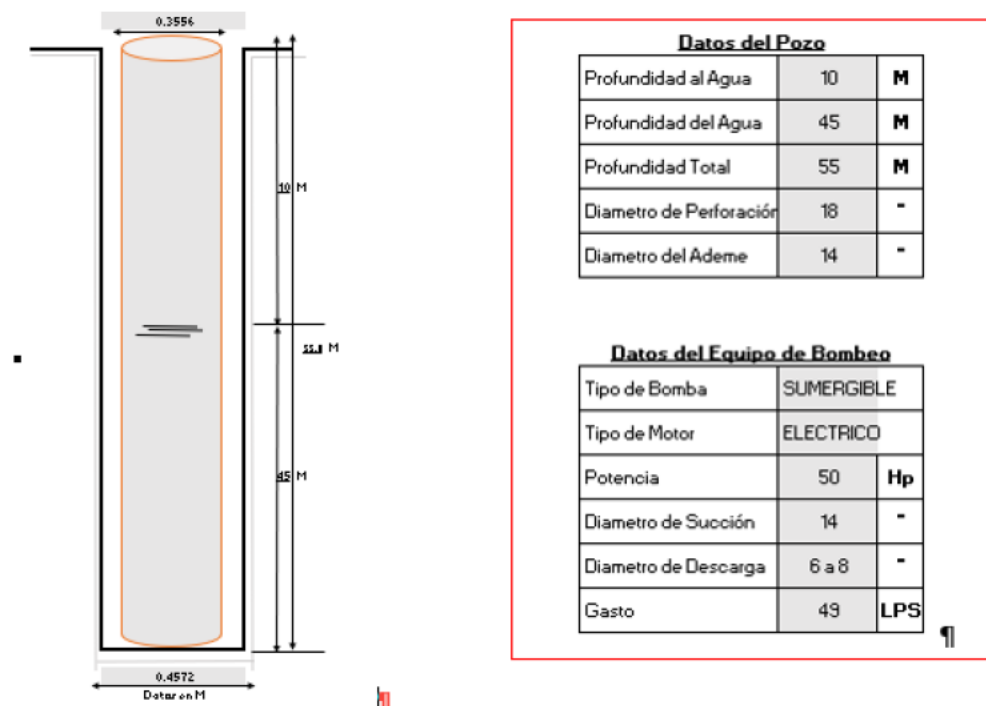 0.3556
10 M
55.1 M
45 M
0.4572
Datos en M
Datos del Pozo
Profundidad al Agua 10 M
Profundidad del Agua 45 M
Profundidad Total 55 M
Diametro de Perforación 18 "
Diametro del Ademe 14 "
Datos del Equipo de Bombeo
Tipo de Bomba SUMERGIBLE
Tipo de Motor ELECTRICO
Potencia 50 Hp
Diametro de Succión 14 "
Diametro de Descarga 6 a 8 "
Gasto 49 LPS
¶
¶